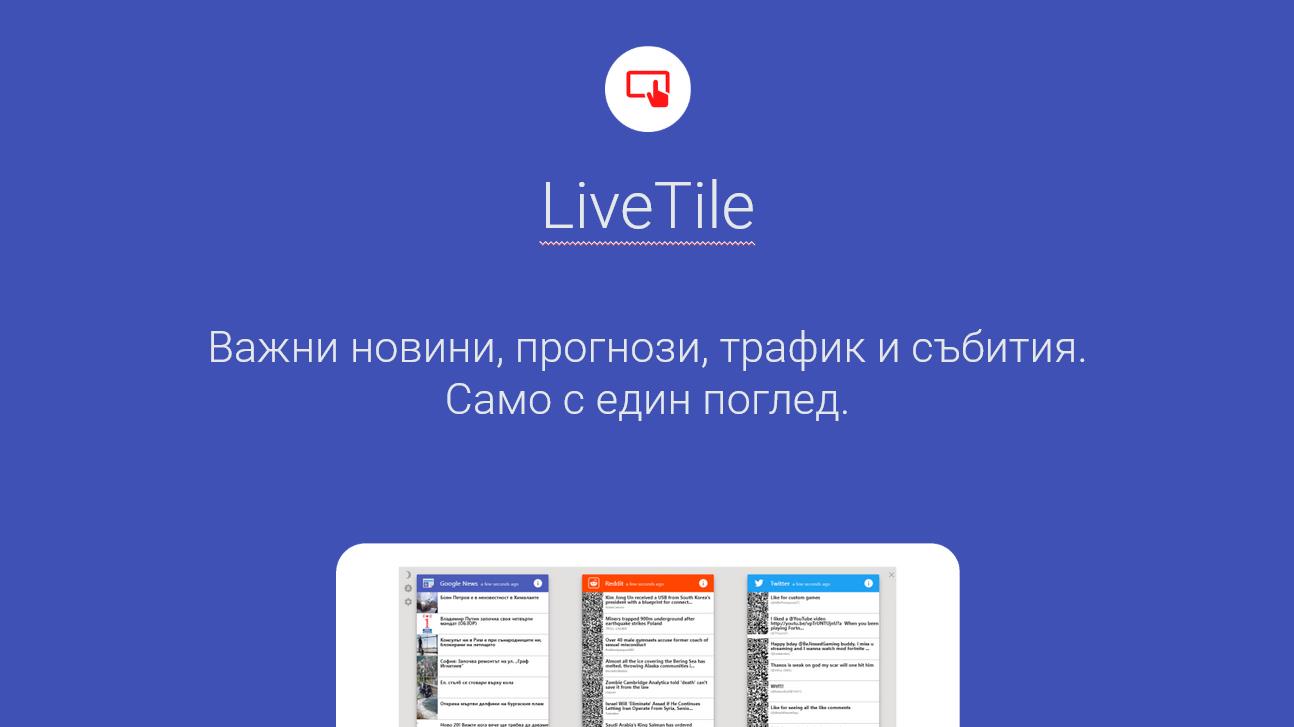 LiveTile
Важни новини, прогнози, трафик и събития.
Само с един поглед.
Google News a few seconds ago
Боян Петров е в неизвестност в Хималаите
Владимир Путин започна своя четвърти
мандат (ОБЗОР)
Консулът ни в Рим е при сънародниците ни,
блокирани на летището
София: Започва ремонтът на ул. „Граф
Игнатиев"
Ел. стълб се стовари върху кола
Откриха мъртви делфини на бургаския плаж
Reddit a few seconds ago
Kim Jong Un received a USB from South Korea's
president with a blueprint for connect...
Miners trapped 900m underground after
earthquake strikes Poland
Over 40 male gymnasts accuse former coach of
sexual misconduct
Almost all the ice covering the Bering Sea has
melted, throwing Alaska communities i...
Zombie Cambridge Analytica told 'death' can't
save it from the law
Israel Will 'Eliminate' Assad if He Continues
Letting Iran Operate From Syria, Senio...
Saudi Arabia's King Salman has ordered
Twitter a few seconds ago
Like for custom games
I liked a @YouTube video
When you been
playing Fortn...
Happy bday @BeJewedGaming buddy. I miss u
streaming and I wanna watch mod fortnite ...
Thanos is weak on god my scar will one hit him
Like for seeing all the like comments